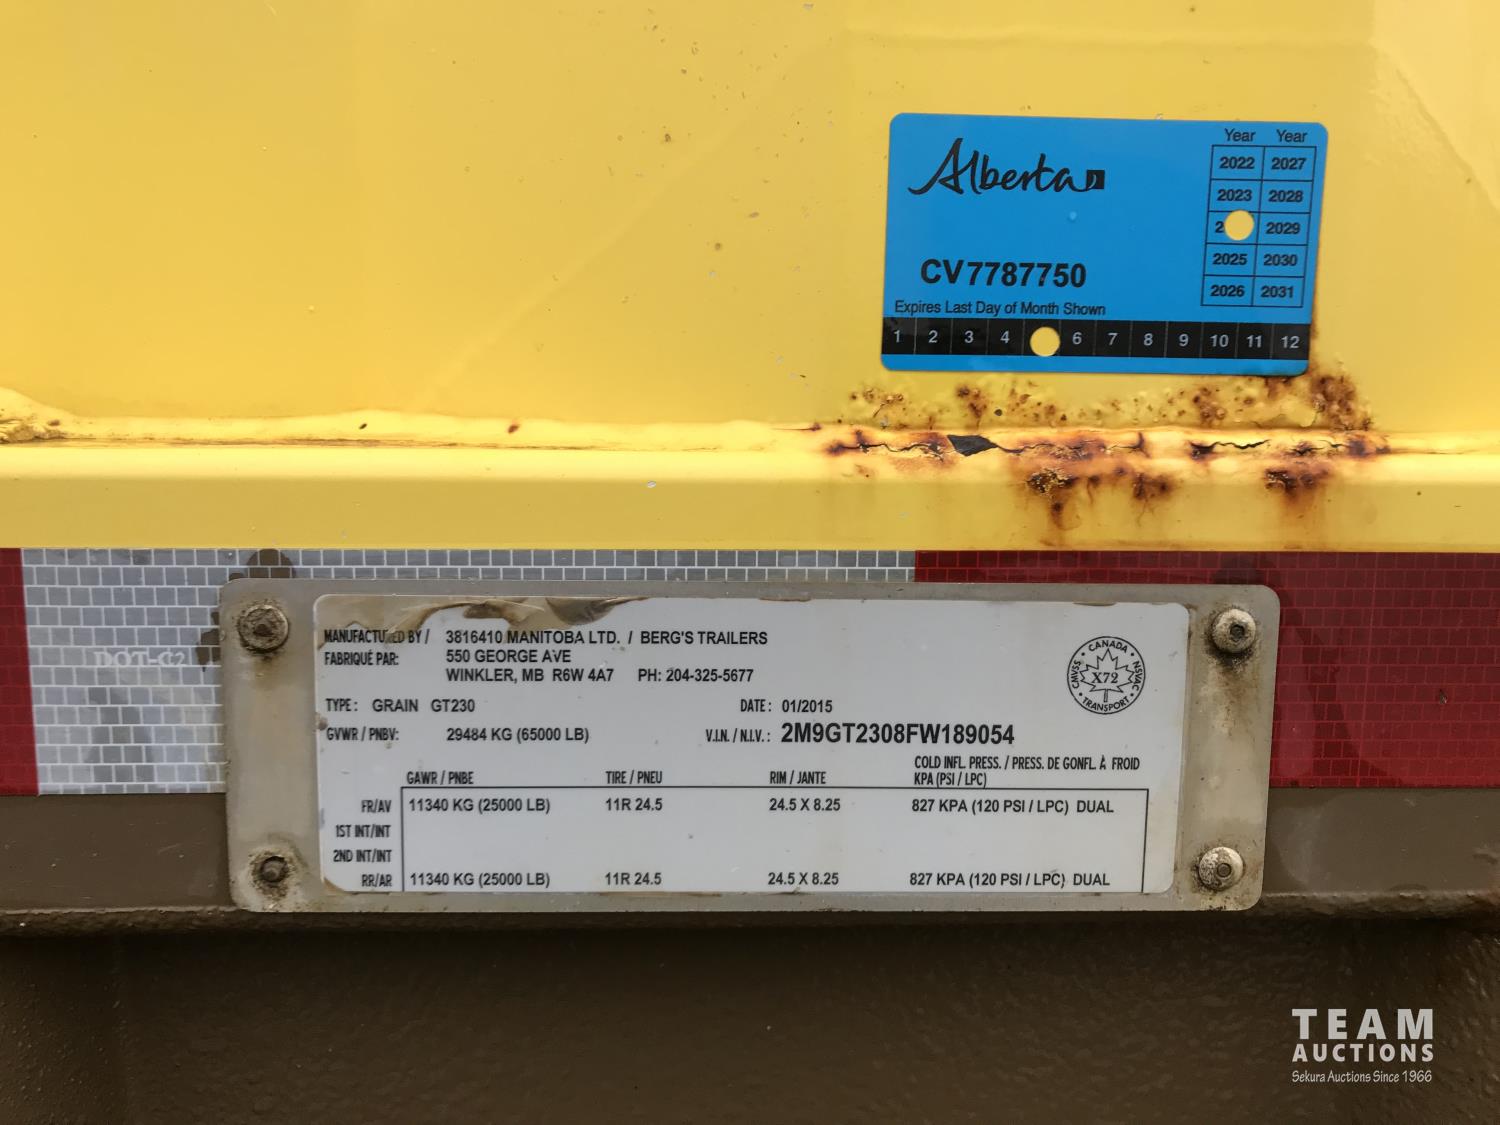 Alberta
Year Year
2022 2027
2023 2028
2 2029
2025 2030
2026 2031
CV7787750
Expires Last Day of Month Shown
1 2 3 4 6 7 8 9 10 11 12
DOT-C2
MANUFACTURED BY / 3816410 MANITOBA LTD. / BERG'S TRAILERS
FABRIQUÉ PAR: 550 GEORGE AVE
WINKLER, MB R6W 4A7 PH: 204-325-5677
CANADA
CMVSS NSVAC
X72
TRANSPORT
TYPE: GRAIN GT230 DATE: 01/2015
GVWR / PNBV: 29484 KG (65000 LB) V.I.N. / N.I.V.: 2M9GT2308FW189054
COLD INFL. PRESS. / PRESS. DE GONFL. À FROID
GAWR / PNBE TIRE / PNEU RIM / JANTE KPA (PSI / LPC)
FR/AV 11340 KG (25000 LB) 11R 24.5 24.5 X 8.25 827 KPA (120 PSI / LPC) DUAL
1ST INT/INT
2ND INT/INT
RR/AR 11340 KG (25000 LB) 11R 24.5 24.5 X 8.25 827 KPA (120 PSI / LPC) DUAL
TEAM
AUCTIONS
Sekura Auctions Since 1966